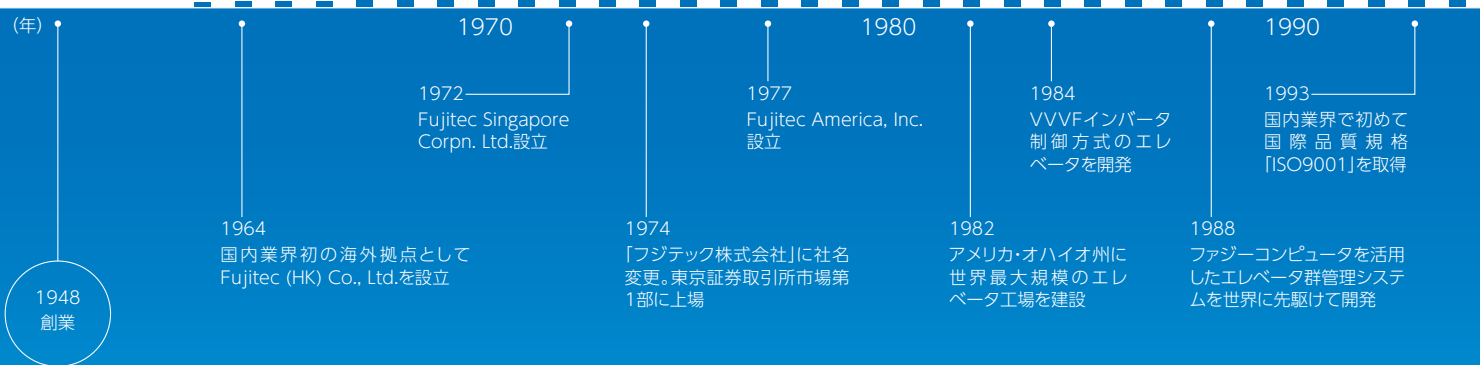 (年)
1970
1980
1990
1972
Fujitec Singapore
Corpn. Ltd.設立
1977
Fujitec America, Inc.
設立
1984
VVVFインバータ
制御方式のエレ
ベータを開発
1993
国内業界で初めて
国際品質規格
「ISO9001」を取得
1964
国内業界初の海外拠点として
Fujitec (HK) Co., Ltd.を設立
1974
「フジテック株式会社」に社名
変更。東京証券取引所市場第
1部に上場
1982
アメリカ・オハイオ州に
世界最大規模のエレ
ベータ工場を建設
1988
ファジーコンピュータを活用
したエレベータ群管理システ
ムを世界に先駆けて開発
1948
創業